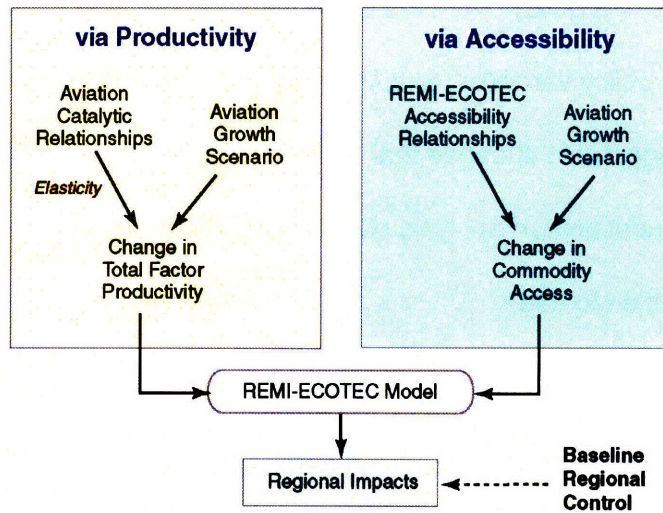 via Productivity
Aviation
Catalytic
Relationships
Aviation
Growth
Scenario
Elasticity
Change in
Total Factor
Productivity
via Accessibility
REMI-ECOTEC
Accessibility
Relationships
Aviation
Growth
Scenario
Change in
Commodity
Access
REMI-ECOTEC Model
Regional Impacts
Baseline
Regional
Control